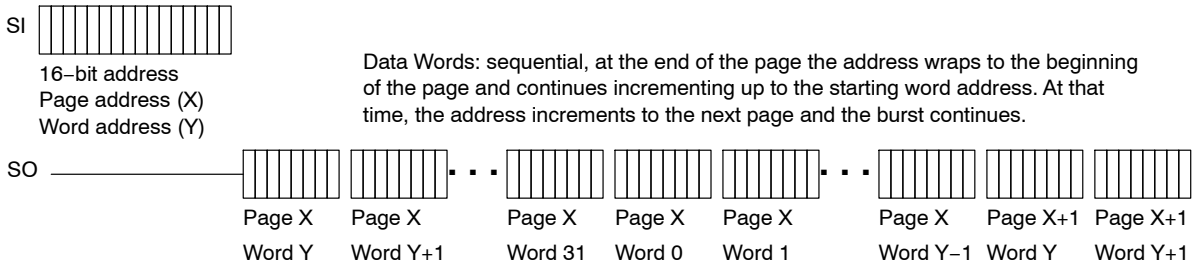 SI
16−bit address
Page address (X)
Word address (Y)
Data Words: sequential, at the end of the page the address wraps to the beginning
of the page and continues incrementing up to the starting word address. At that
time, the address increments to the next page and the burst continues.
SO
Page X Page X Page X Page X Page X Page X Page X+1 Page X+1
Word Y Word Y+1 Word 31 Word 0 Word 1 Word Y−1 Word Y Word Y+1